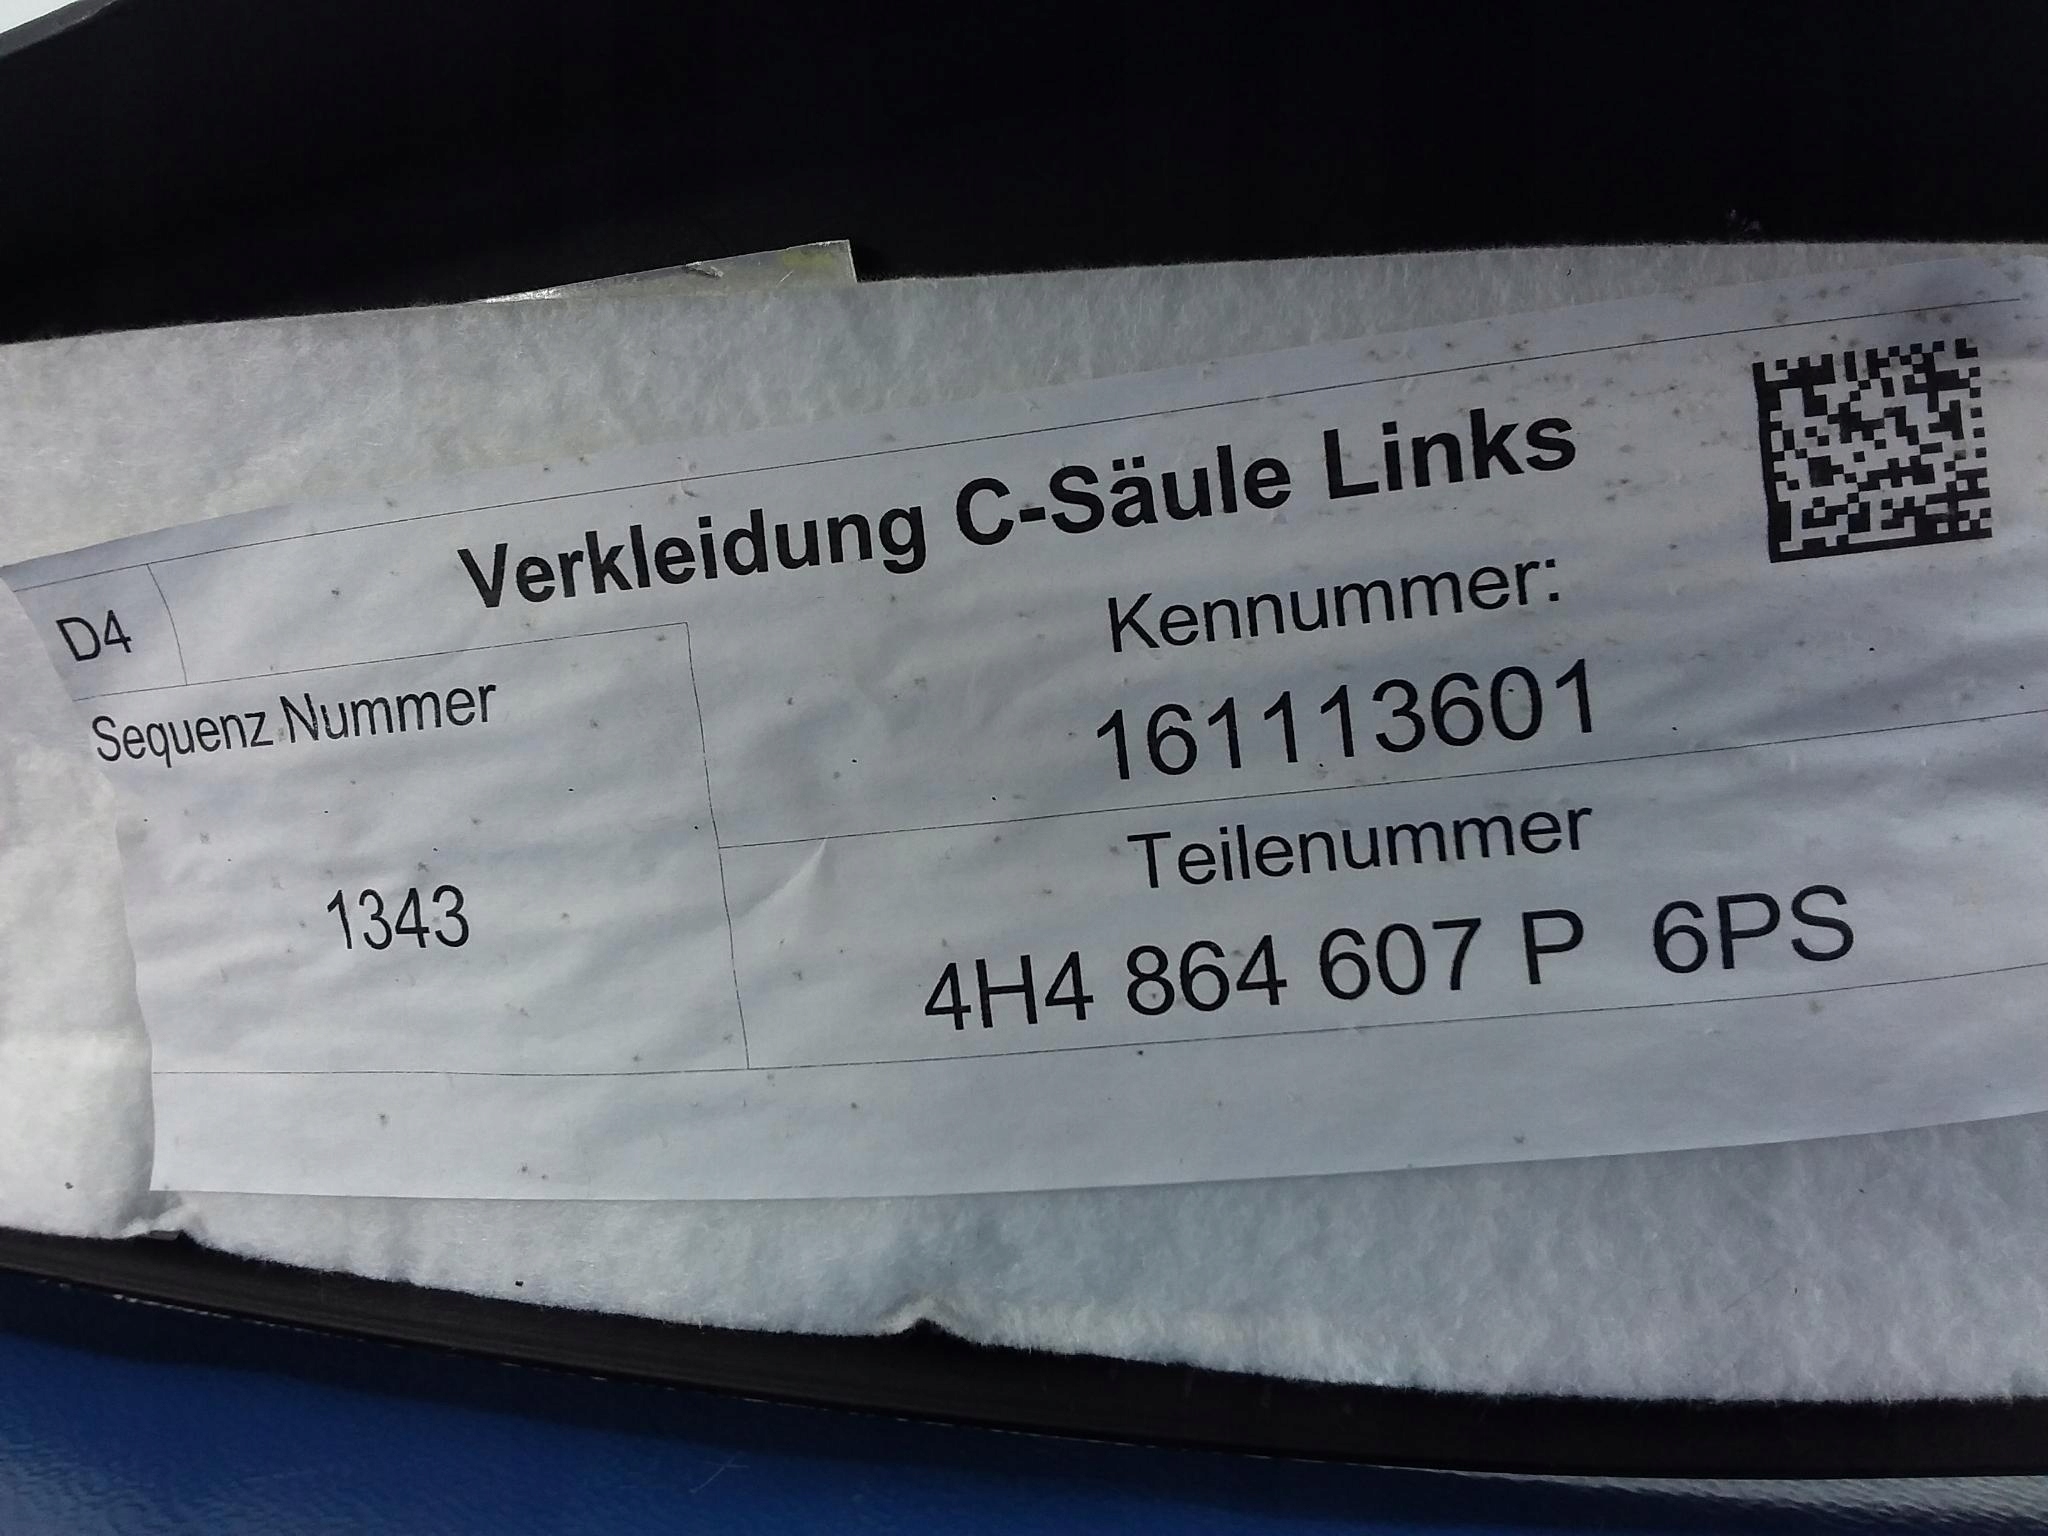 Verkleidung C-Säule Links
D4
Kennummer:
161113601
Sequenz Nummer
1343
Teilenummer
4H4 864 607 P 6PS